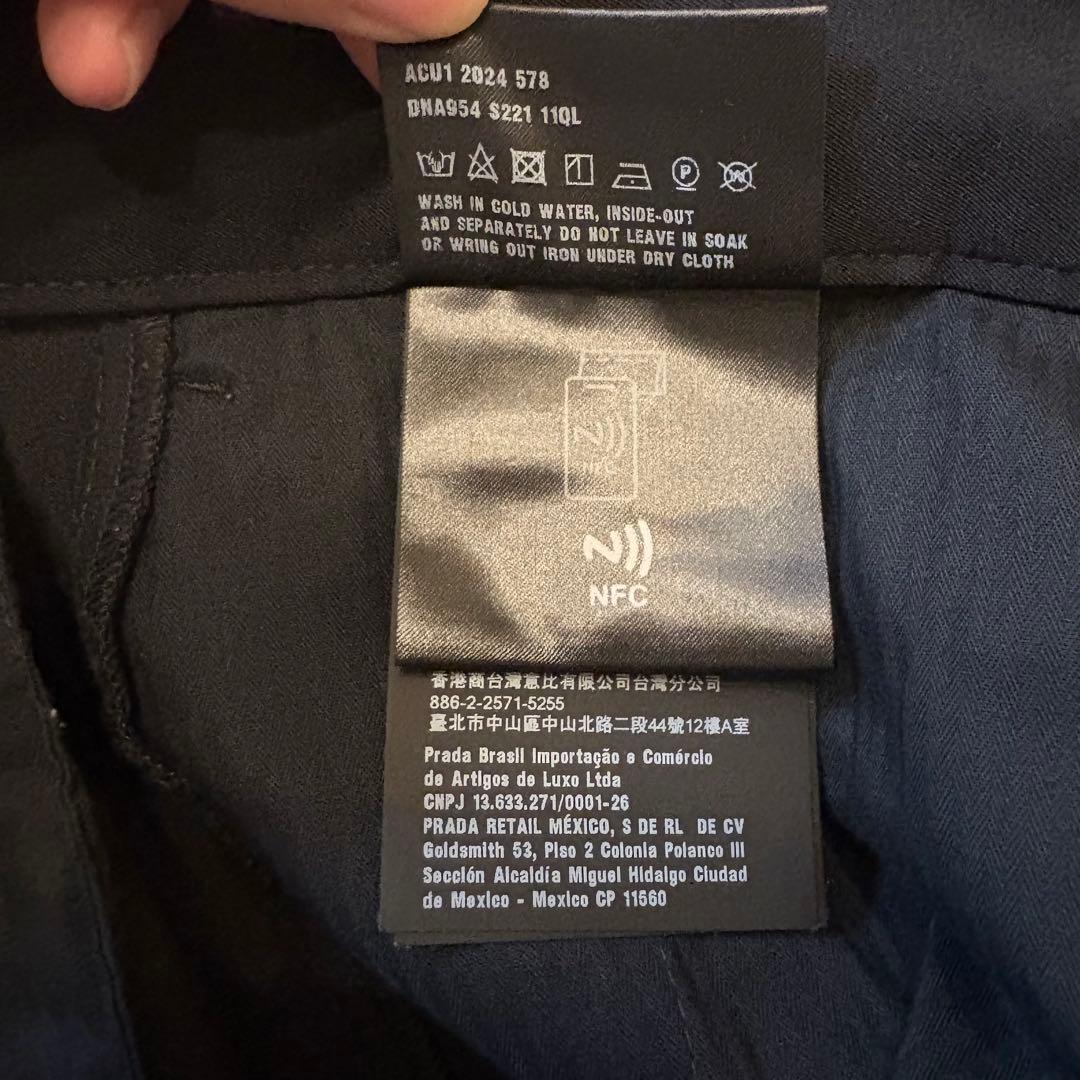 ACU1 2024 578
DNA954 S221 11QL
P
W
WASH IN COLD WATER, INSIDE-OUT
AND SEPARATELY DO NOT LEAVE IN SOAK
OR WRING OUT IRON UNDER DRY CLOTH
NFC
NFC
香港商台灣意比有限公司台灣分公司
886-2-2571-5255
臺北市中山區中山北路二段44號12樓A室
Prada Brasil Importação e Comércio
de Artigos de Luxo Ltda
CNPJ 13.633.271/0001-26
PRADA RETAIL MÉXICO, S DE RL DE CV
Goldsmith 53, Piso 2 Colonia Polanco III
Sección Alcaldía Miguel Hidalgo Ciudad
de Mexico - Mexico CP 11560